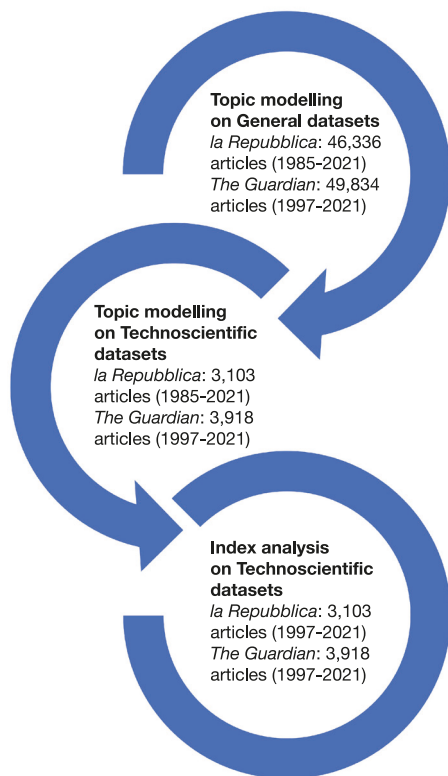 Topic modelling
on General datasets
la Repubblica: 46,336
articles (1985-2021)
The Guardian: 49,834
articles (1997-2021)
Topic modelling
on Technoscientific
datasets
la Repubblica: 3,103
articles (1985-2021)
The Guardian: 3,918
articles (1997-2021)
Index analysis
on Technoscientific
datasets
la Repubblica: 3,103
articles (1997-2021)
The Guardian: 3,918
articles (1997-2021)